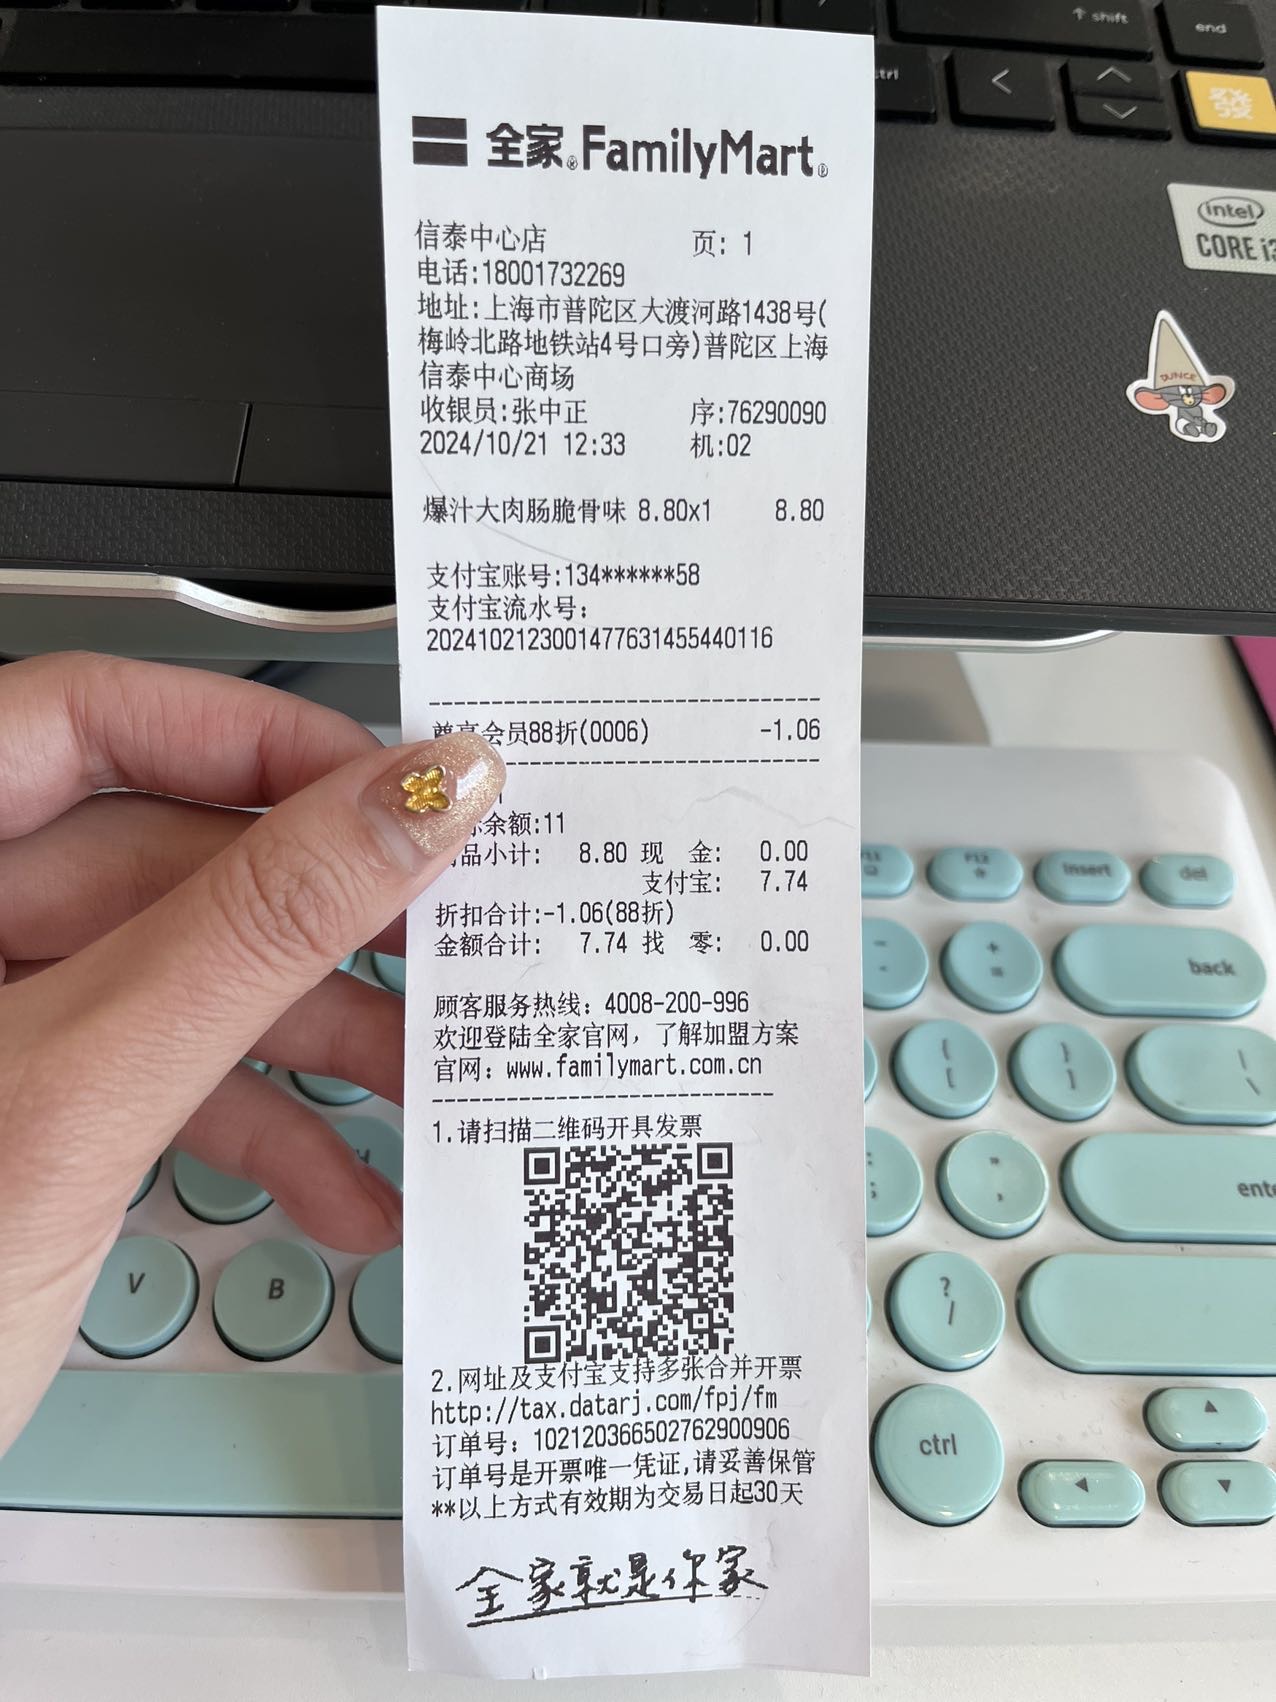 全家® FamilyMart®
信泰中心店 页: 1
电话:18001732269
地址:上海市普陀区大渡河路1438号(
梅岭北路地铁站4号口旁)普陀区上海
信泰中心商场
收银员:张中正 序:76290090
2024/10/21 12:33 机:02
爆汁大肉肠脆骨味 8.80x1 8.80
支付宝账号:134******58
支付宝流水号:
2024102123001477631455440116
尊享会员88折(0006) -1.06
余额:11
品小计: 8.80 现 金: 0.00
支付宝: 7.74
折扣合计:-1.06(88折)
金额合计: 7.74 找 零: 0.00
顾客服务热线: 4008-200-996
欢迎登陆全家官网，了解加盟方案
官网: www.familymart.com.cn
1.请扫描二维码开具发票
2.网址及支付宝支持多张合并开票
http://tax.datarj.com/fpj/fm
订单号: 102120366502762900906
订单号是开票唯一凭证,请妥善保管
**以上方式有效期为交易日起30天
全家就是你家
↑ shift
end
ctrl
發
intel
CORE i3
DUNCE
F12
insert
del
back
enter
ctrl
V
B
H